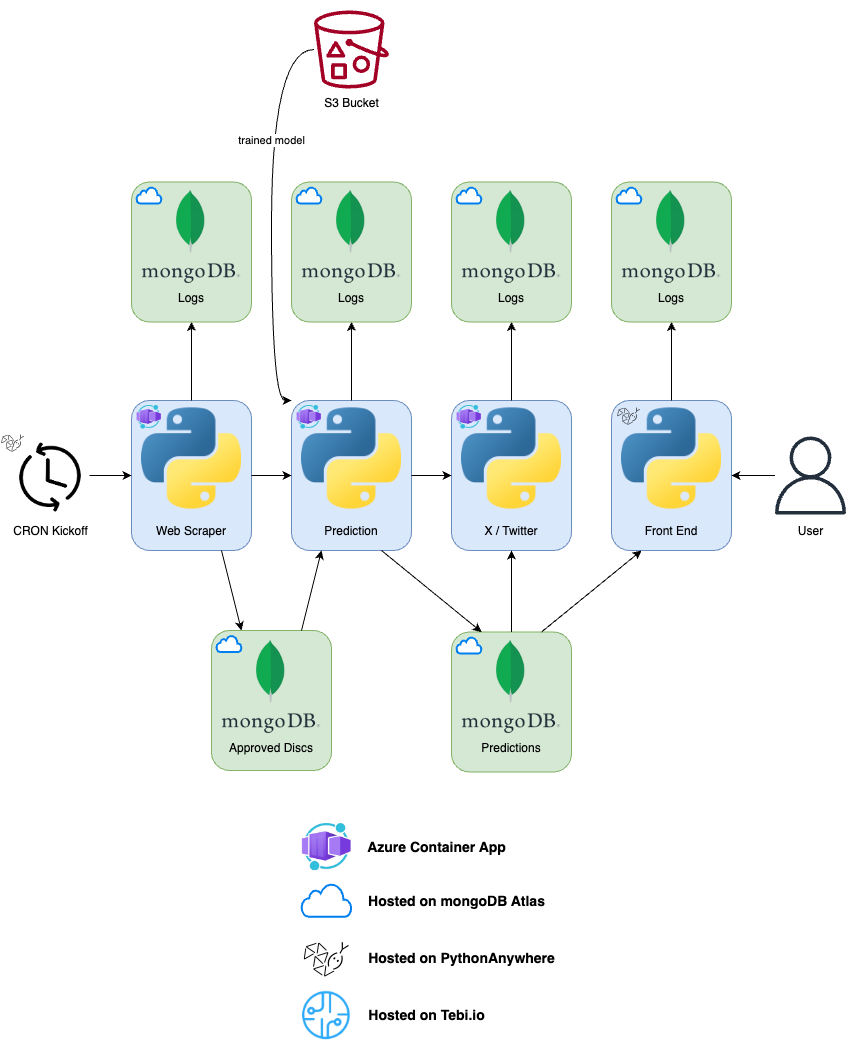 S3 Bucket
trained model
mongoDB.
Logs
mongoDB.
Logs
mongoDB.
Logs
mongoDB.
Logs
CRON Kickoff
Web Scraper
Prediction
X / Twitter
Front End
User
mongoDB.
Approved Discs
mongoDB.
Predictions
Azure Container App
Hosted on mongoDB Atlas
Hosted on PythonAnywhere
Hosted on Tebi.io